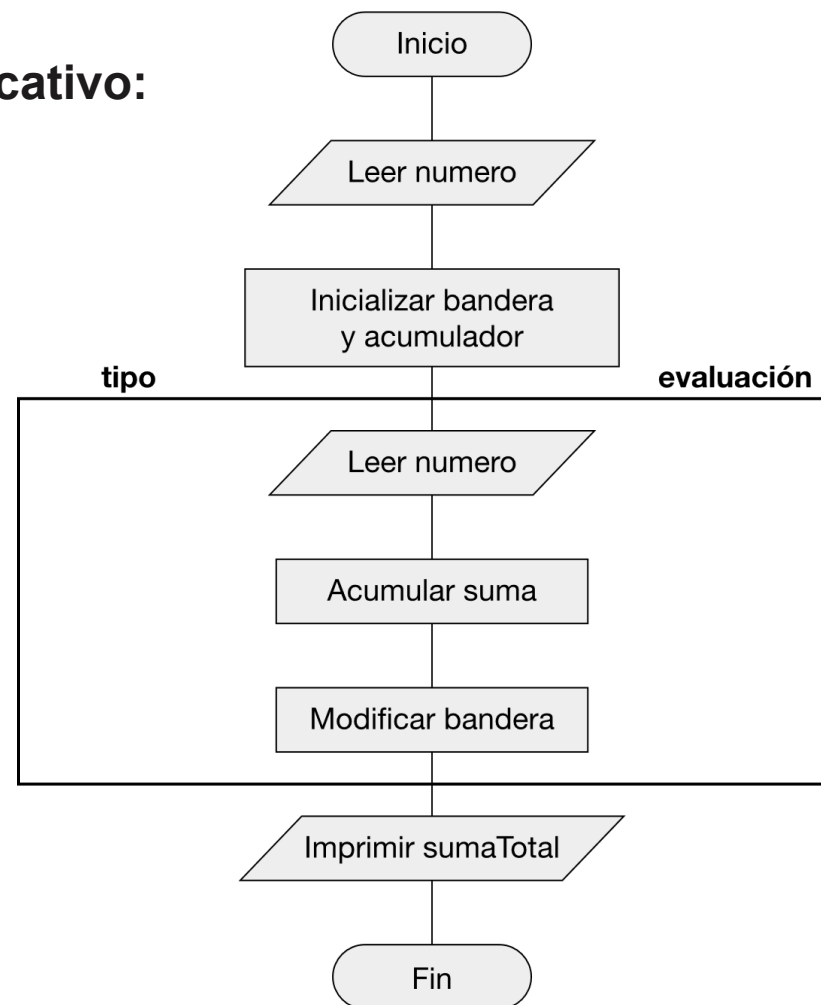 Inicio
cativo:
Leer numero
Inicializar bandera
y acumulador
tipo
evaluación
Leer numero
Acumular suma
Modificar bandera
Imprimir sumaTotal
Fin